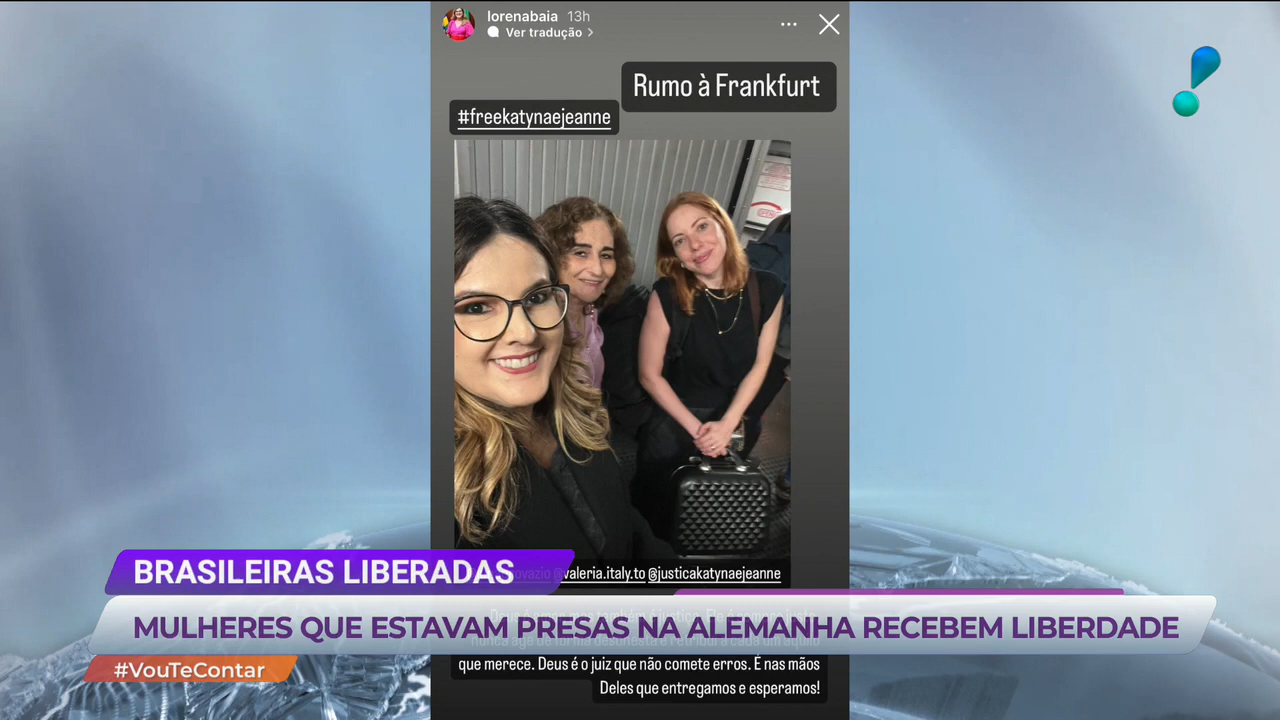 lorenabaia 13h
Ver tradução >
Rumo à Frankfurt
#freekatynaejeanne
OPEN
@valeria.italy.to @justicakatynaejeanne
BRASILEIRAS LIBERADAS
MULHERES QUE ESTAVAM PRESAS NA ALEMANHA RECEBEM LIBERDADE
#VouTeContar
que merece. Deus é o juiz que não comete erros. É nas mãos
Deles que entregamos e esperamos!